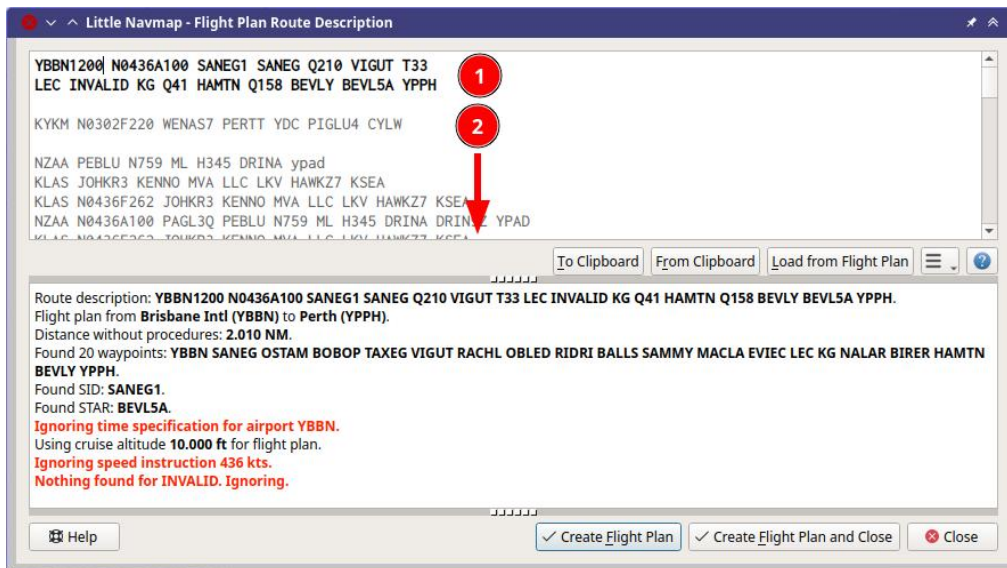 Little Navmap - Flight Plan Route Description
YBBN1200 N0436A100 SANEG1 SANEG Q210 VIGUT T33
LEC INVALID KG Q41 HAMTN Q158 BEVLY BEVL5A YPPH
1
KYKM N0302F220 WENAS7 PERTT YDC PIGLU4 CYLW
2
NZAA PEBLU N759 ML H345 DRINA ypad
KLAS JOHKR3 KENNO MVA LLC LKV HAWKZ7 KSEA
KLAS N0436F262 JOHKR3 KENNO MVA LLC LKV HAWKZ7 KSEA
NZAA N0436A100 PAGL3Q PEBLU N759 ML H345 DRINA YPAD
To Clipboard From Clipboard Load from Flight Plan
Route description: YBBN1200 N0436A100 SANEG1 SANEG Q210 VIGUT T33 LEC INVALID KG Q41 HAMTN Q158 BEVLY BEVL5A YPPH.
Flight plan from Brisbane Intl (YBBN) to Perth (YPPH).
Distance without procedures: 2.010 NM.
Found 20 waypoints: YBBN SANEG OSTAM BOBOP TAXEG VIGUT RACHL OBLED RIDRI BALLS SAMMY MACLA EVIEC LEC KG NALAR BIRER HAMTN
BEVLY YPPH.
Found SID: SANEG1.
Found STAR: BEVL5A.
Ignoring time specification for airport YBBN.
Using cruise altitude 10.000 ft for flight plan.
Ignoring speed instruction 436 kts.
Nothing found for INVALID. Ignoring.
Help Create Flight Plan Create Flight Plan and Close Close